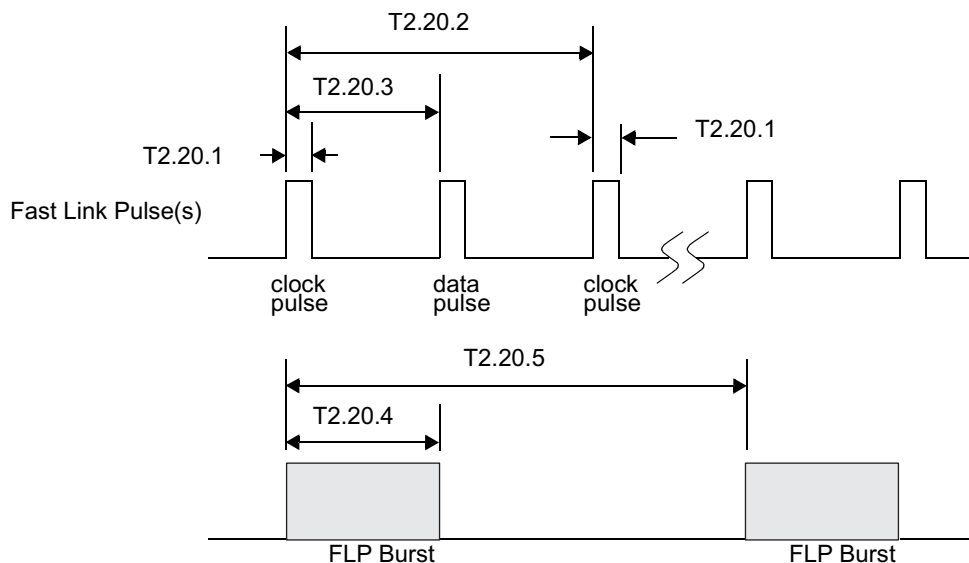 T2.20.2
T2.20.3
T2.20.1
T2.20.1
Fast Link Pulse(s)
clock
pulse
data
pulse
clock
pulse
T2.20.5
T2.20.4
FLP Burst
FLP Burst